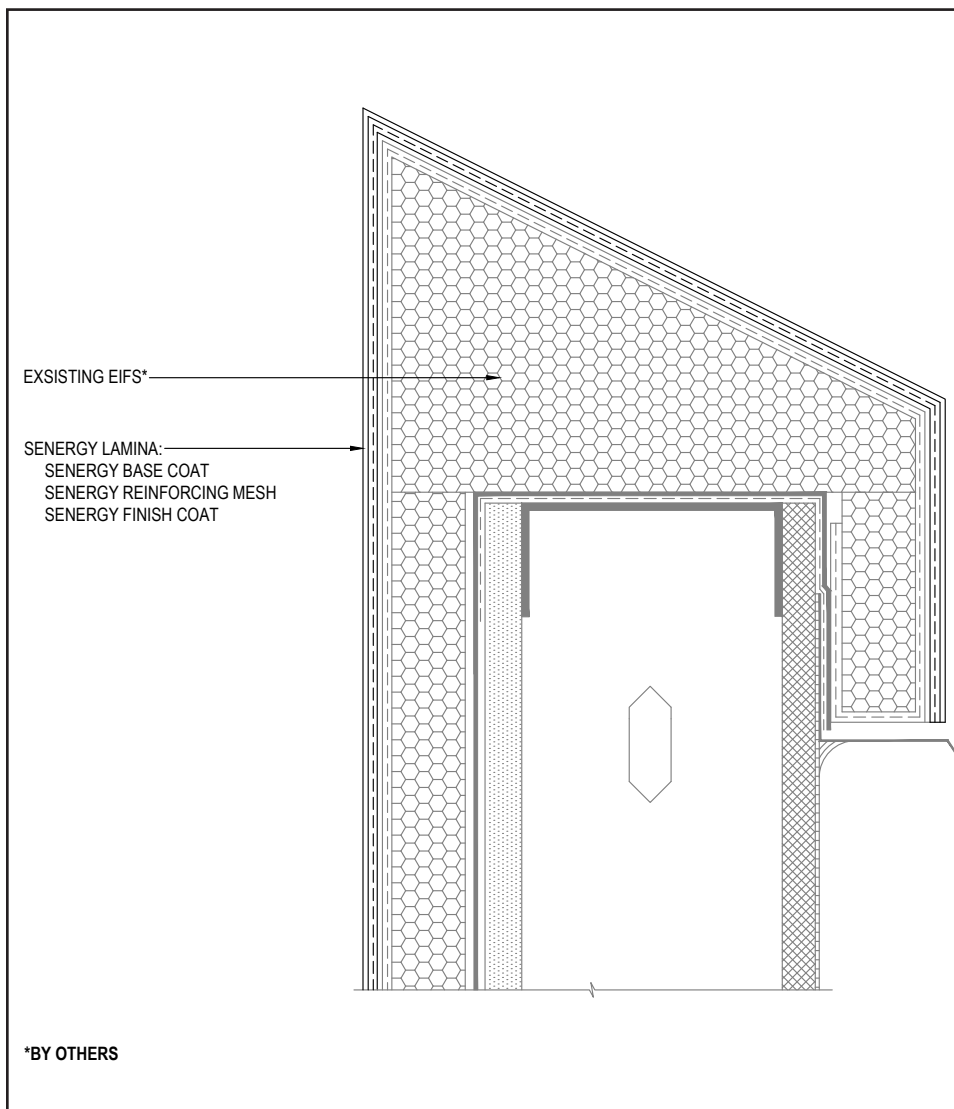 EXSISTING EIFS*
SENERGY LAMINA:
SENERGY BASE COAT
SENERGY REINFORCING MESH
SENERGY FINISH COAT
*BY OTHERS